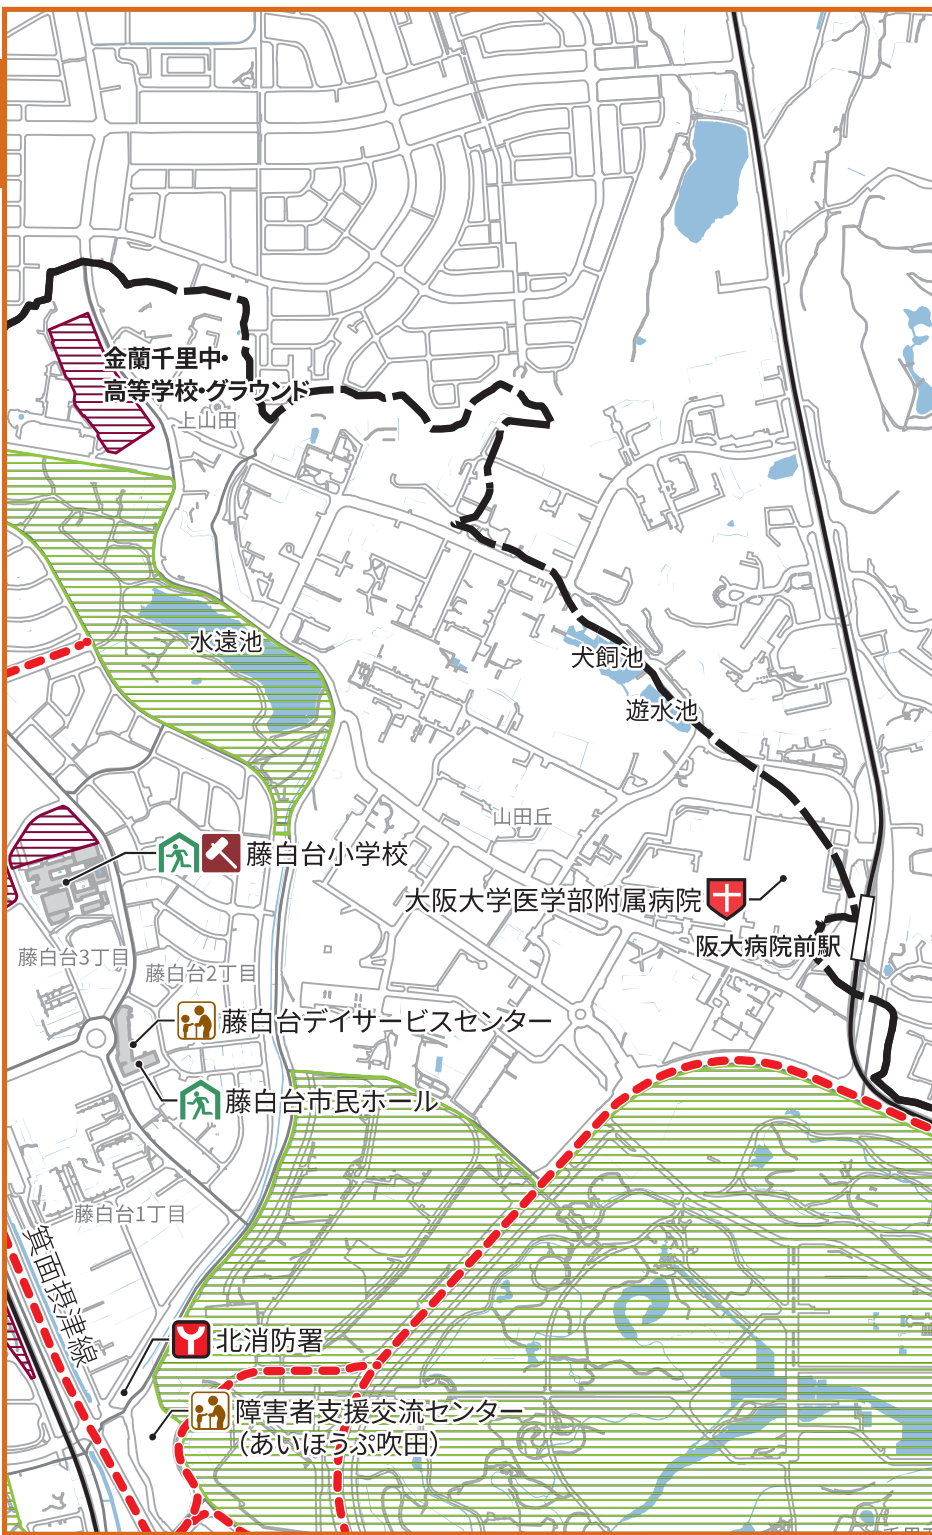 金蘭千里中・
高等学校・グラウンド
上山田
水遠池
犬飼池
遊水池
山田丘
藤白台小学校
大阪大学医学部附属病院
阪大病院前駅
藤白台3丁目
藤白台2丁目
藤白台デイサービスセンター
藤白台市民ホール
藤白台1丁目
箕面摂津線
北消防署
障害者支援交流センター
（あいほうぷ吹田）